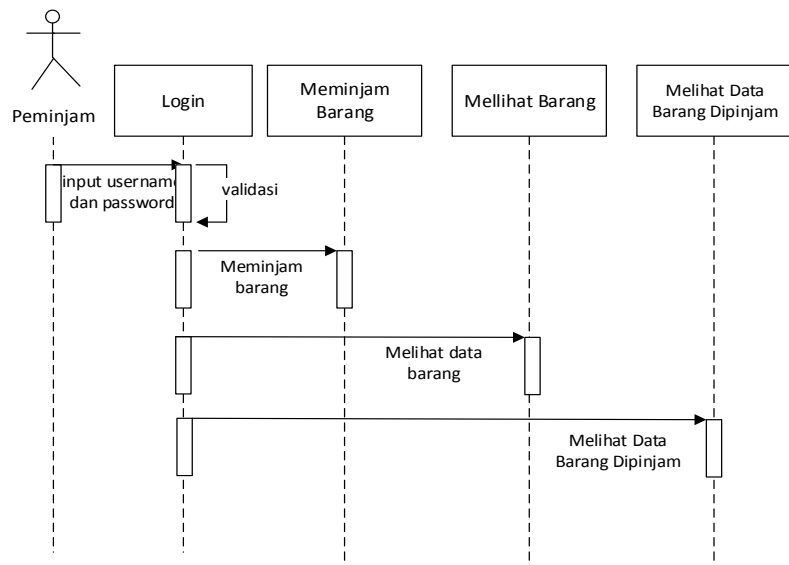 Peminjam
Login
Meminjam
Barang
Mellihat Barang
Melihat Data
Barang Dipinjam
input username
dan password
validasi
Meminjam
barang
Melihat data
barang
Melihat Data
Barang Dipinjam